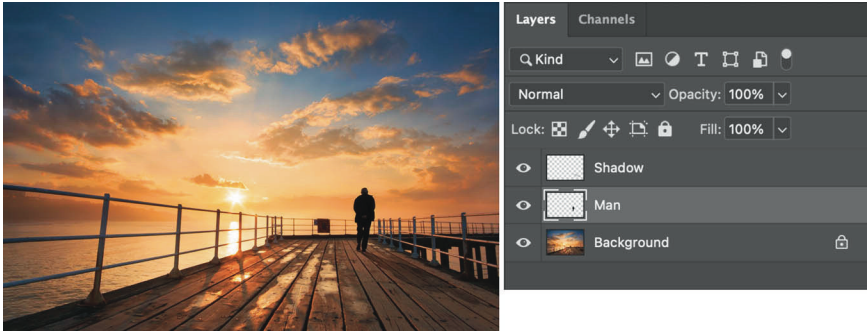 Layers Channels
Kind
Normal Opacity: 100%
Lock: Fill: 100%
Shadow
Man
Background